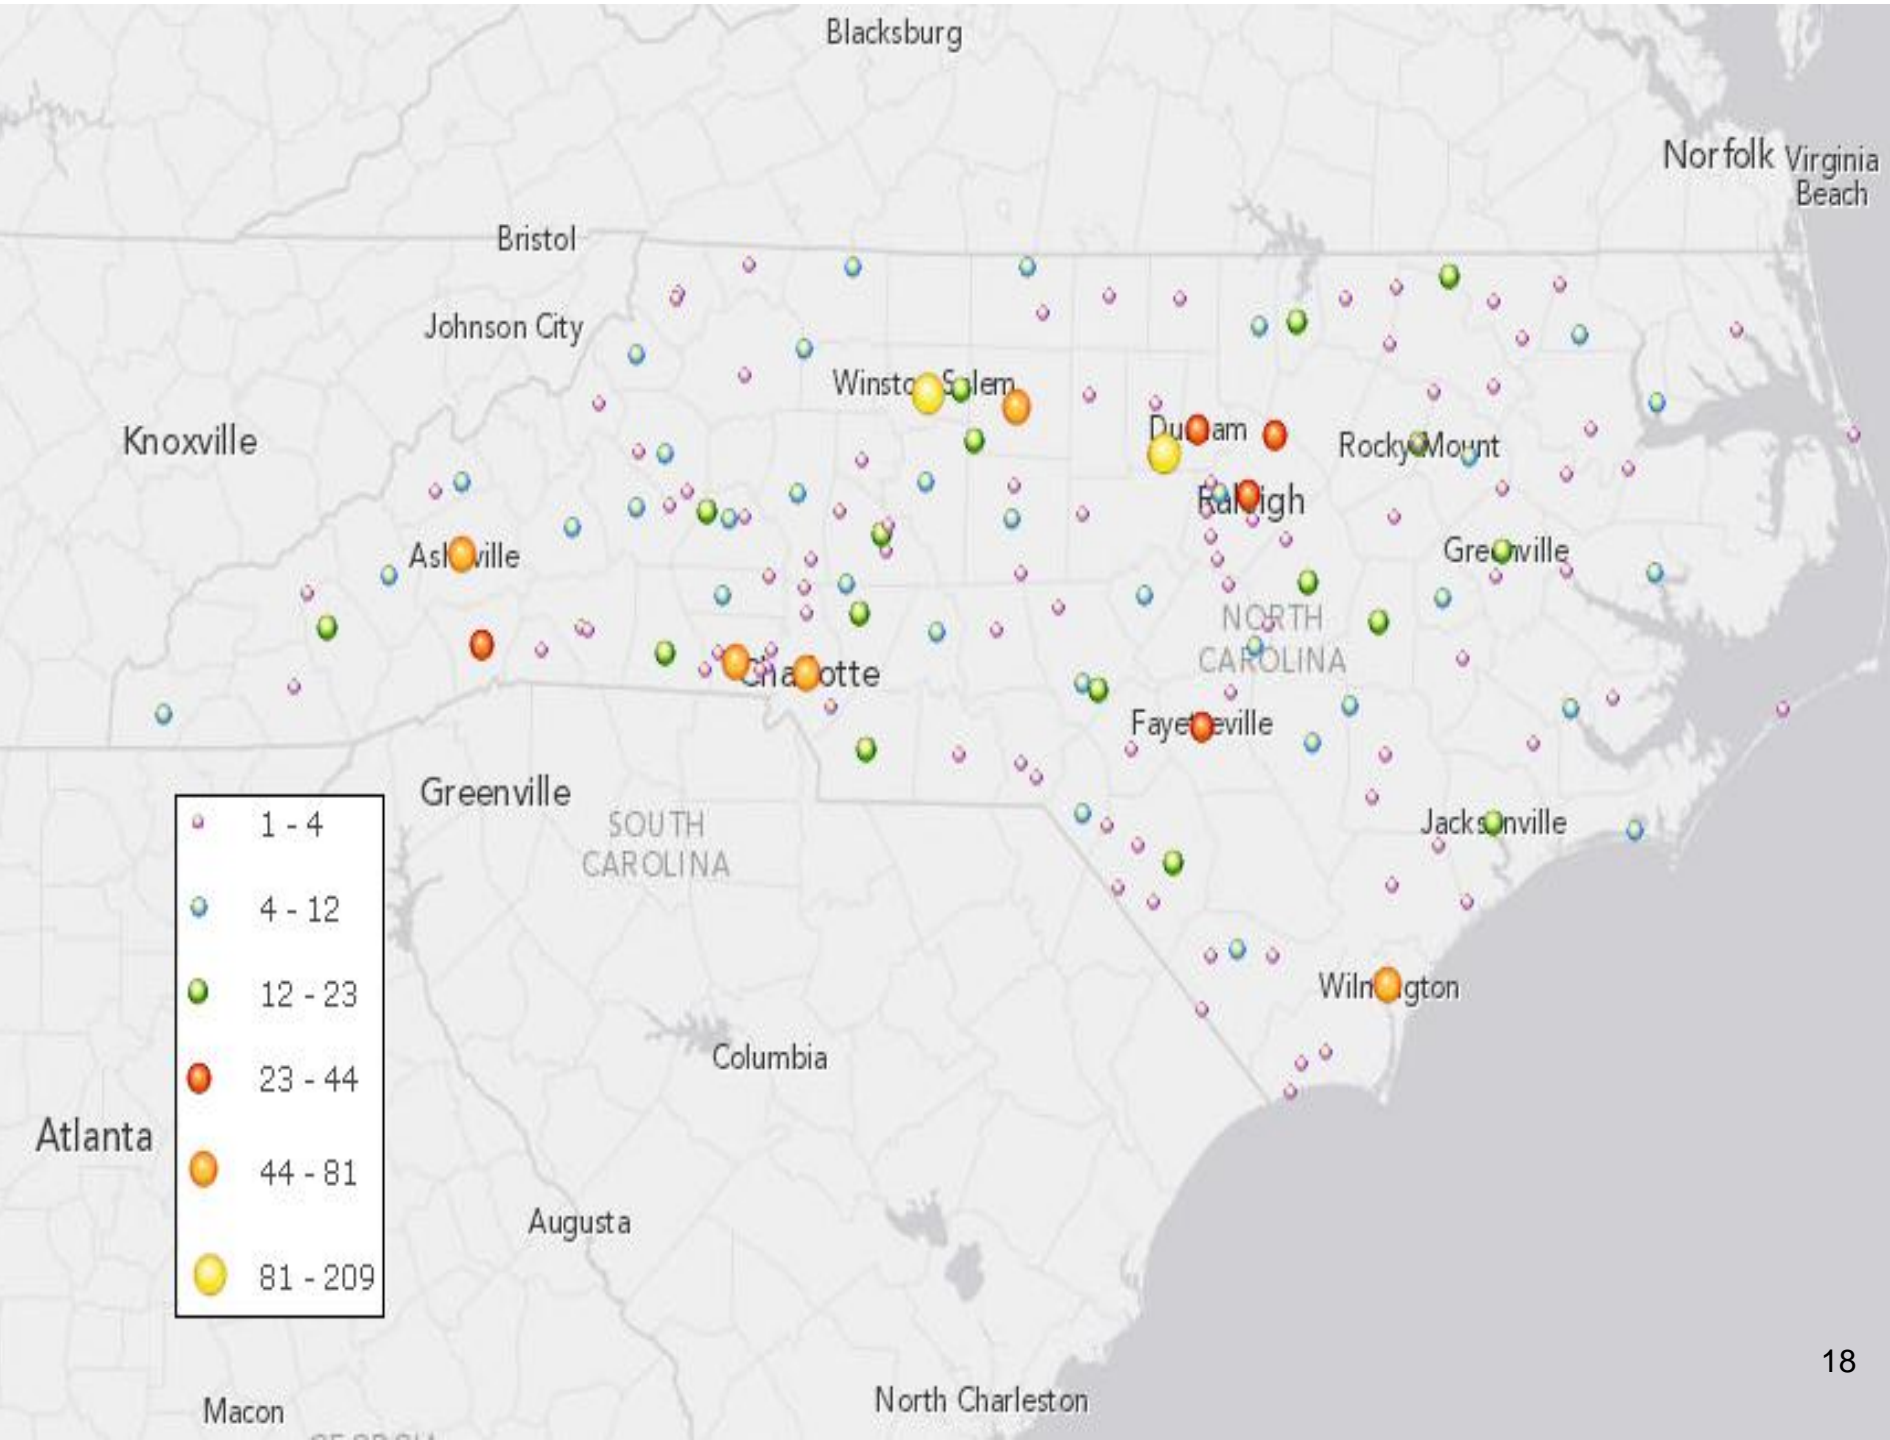 Blacksburg
Norfolk
Virginia
Beach
Bristol
Johnson City
Winston-Salem
Knoxville
Durham
Rocky Mount
Raleigh
Asheville
Greenville
NORTH
CAROLINA
Charlotte
Fayetteville
Greenville
SOUTH
CAROLINA
Jacksonville
1 - 4
4 - 12
12 - 23
23 - 44
44 - 81
81 - 209
Wilmington
Columbia
Atlanta
Augusta
18
North Charleston
Macon
GEORGIA